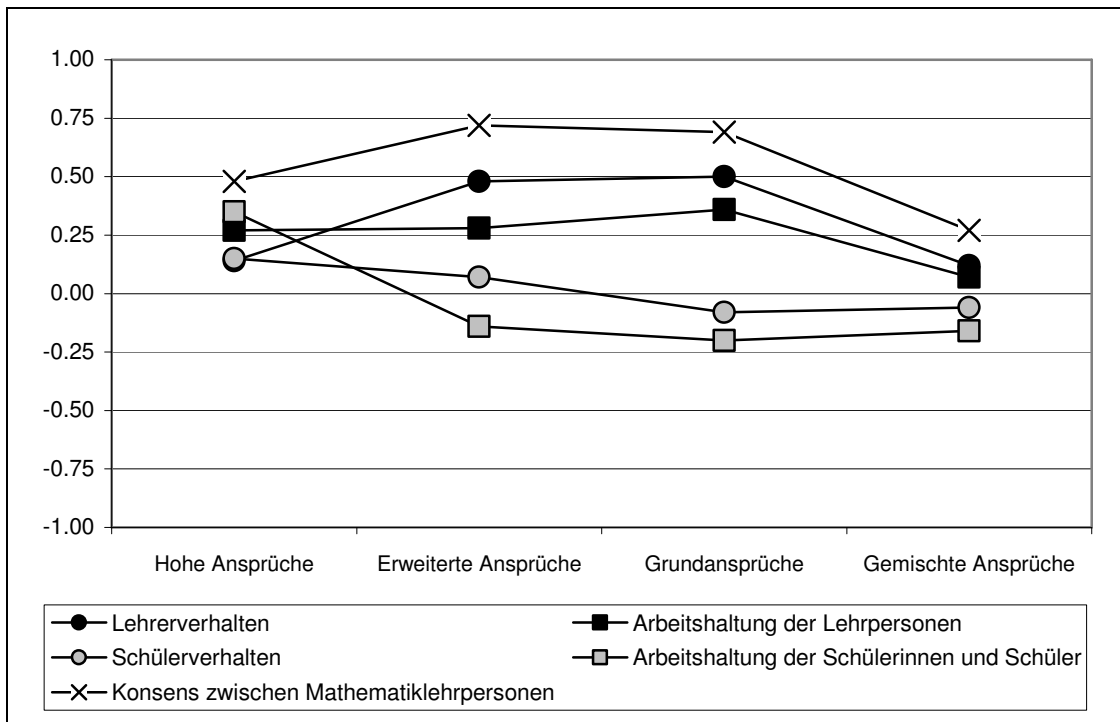 1.00
0.75
0.50
0.25
0.00
-0.25
-0.50
-0.75
-1.00
Hohe Ansprüche Erweiterte Ansprüche Grundansprüche Gemischte Ansprüche
Lehrerverhalten Arbeitshaltung der Lehrpersonen
Schülerverhalten Arbeitshaltung der Schülerinnen und Schüler
Konsens zwischen Mathematiklehrpersonen